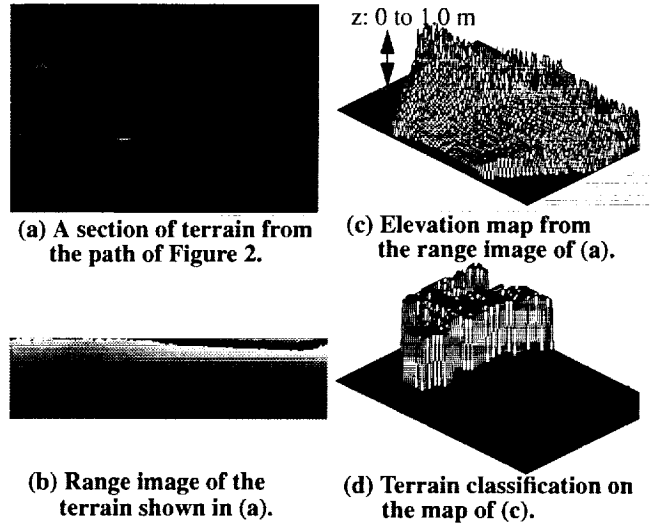 z: 0 to 1.0 m
(a) A section of terrain from
the path of Figure 2.
(c) Elevation map from
the range image of (a).
(b) Range image of the
terrain shown in (a).
(d) Terrain classification on
the map of (c).